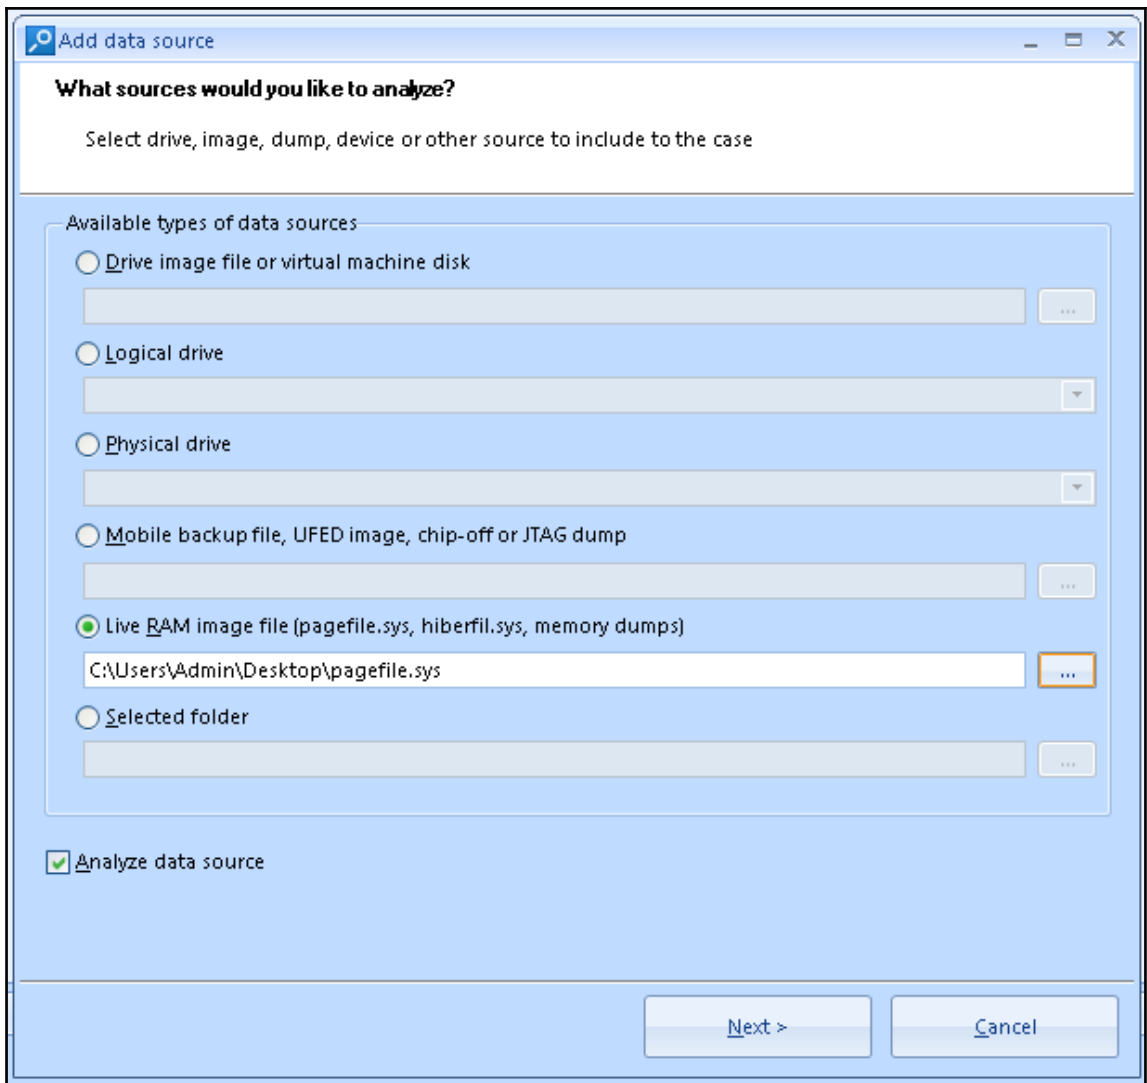 Add data source
What sources would you like to analyze?
Select drive, image, dump, device or other source to include to the case
Available types of data sources
Drive image file or virtual machine disk
...
Logical drive
Physical drive
Mobile backup file, UFED image, chip-off or JTAG dump
...
Live RAM image file (pagefile.sys, hiberfil.sys, memory dumps)
C:\Users\Admin\Desktop\pagefile.sys
...
Selected folder
...
Analyze data source
Next >
Cancel